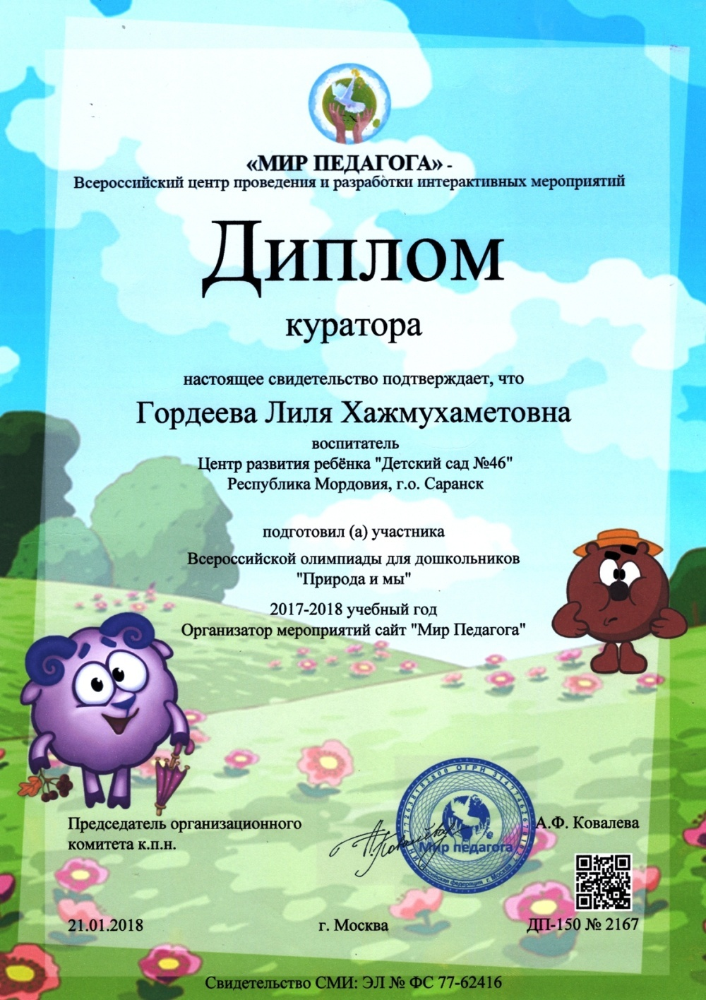 «МИР ПЕДАГОГА» -
Всероссийский центр проведения и разработки интерактивных мероприятий
Диплом
куратора
настоящее свидетельство подтверждает, что
Гордеева Лиля Хажмухаметовна
воспитатель
Центр развития ребёнка "Детский сад №46"
Республика Мордовия, г.о. Саранск
подготовил (а) участника
Всероссийской олимпиады для дошкольников
"Природа и мы"
2017-2018 учебный год
Организатор мероприятий сайт "Мир Педагога"
Председатель организационного
комитета к.п.н.
А.Ф. Ковалева
Мир педагога
Российская федерация г. Москва
21.01.2018
г. Москва
ДП-150 № 2167
Свидетельство СМИ: ЭЛ № ФС 77-62416